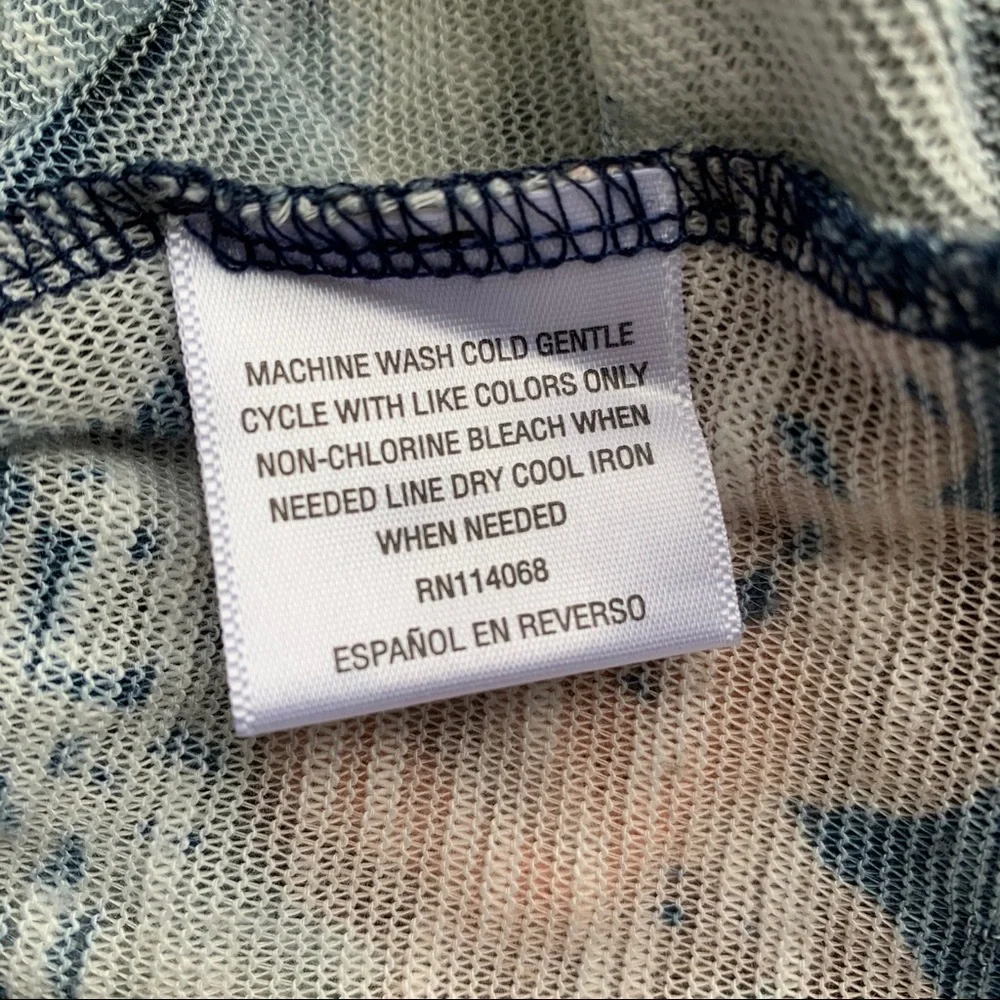 MACHINE WASH COLD GENTLE
CYCLE WITH LIKE COLORS ONLY
NON-CHLORINE BLEACH WHEN
NEEDED LINE DRY COOL IRON
WHEN NEEDED
RN114068
ESPAÑOL EN REVERSO